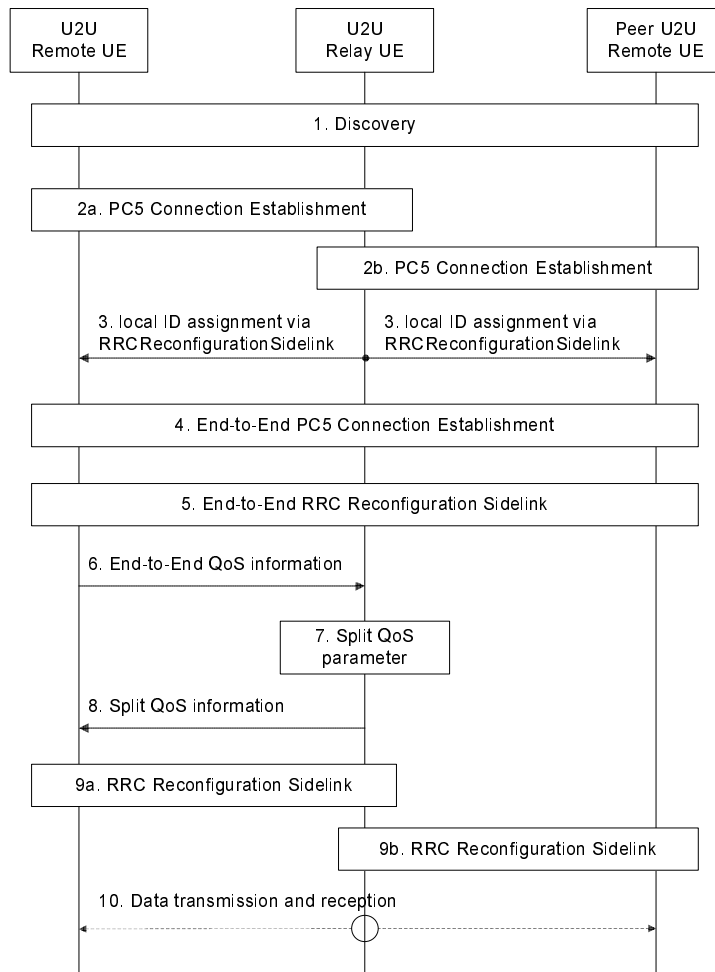 U2U
Remote UE
U2U
Relay UE
Peer U2U
Remote UE
1. Discovery
2a. PC5 Connection Establishment
2b. PC5 Connection Establishment
3. local ID assignment via
RRCReconfigurationSidelink
3. local ID assignment via
RRCReconfigurationSidelink
4. End-to-End PC5 Connection Establishment
5. End-to-End RRC Reconfiguration Sidelink
6. End-to-End QoS information
7. Split QoS
parameter
8. Split QoS information
9a. RRC Reconfiguration Sidelink
9b. RRC Reconfiguration Sidelink
10. Data transmission and reception